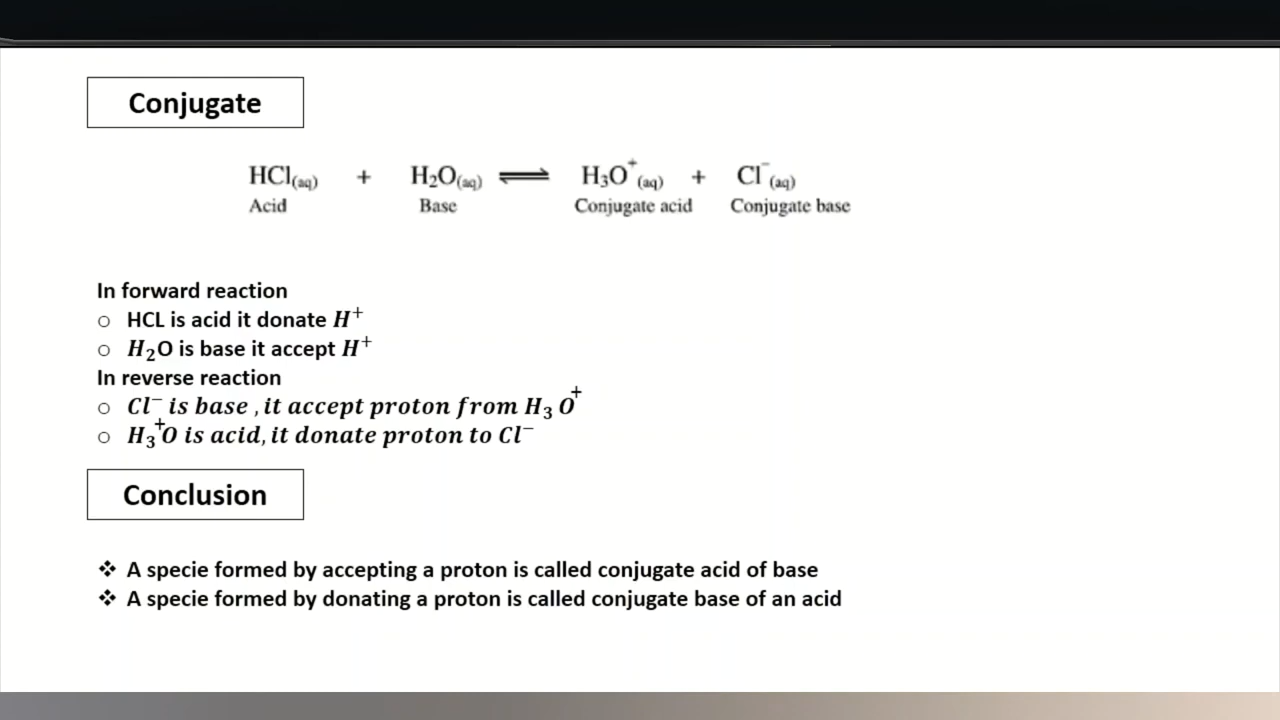 Conjugate
HCl(aq) + H₂O(aq) ⇌ H₃O⁺(aq) + Cl⁻(aq)
Acid Base Conjugate acid Conjugate base
In forward reaction
○ HCL is acid it donate H⁺
○ H₂O is base it accept H⁺
In reverse reaction
○ Cl⁻ is base , it accept proton from H₃ O⁺
○ H₃⁺O is acid, it donate proton to Cl⁻
Conclusion
❖ A specie formed by accepting a proton is called conjugate acid of base
❖ A specie formed by donating a proton is called conjugate base of an acid